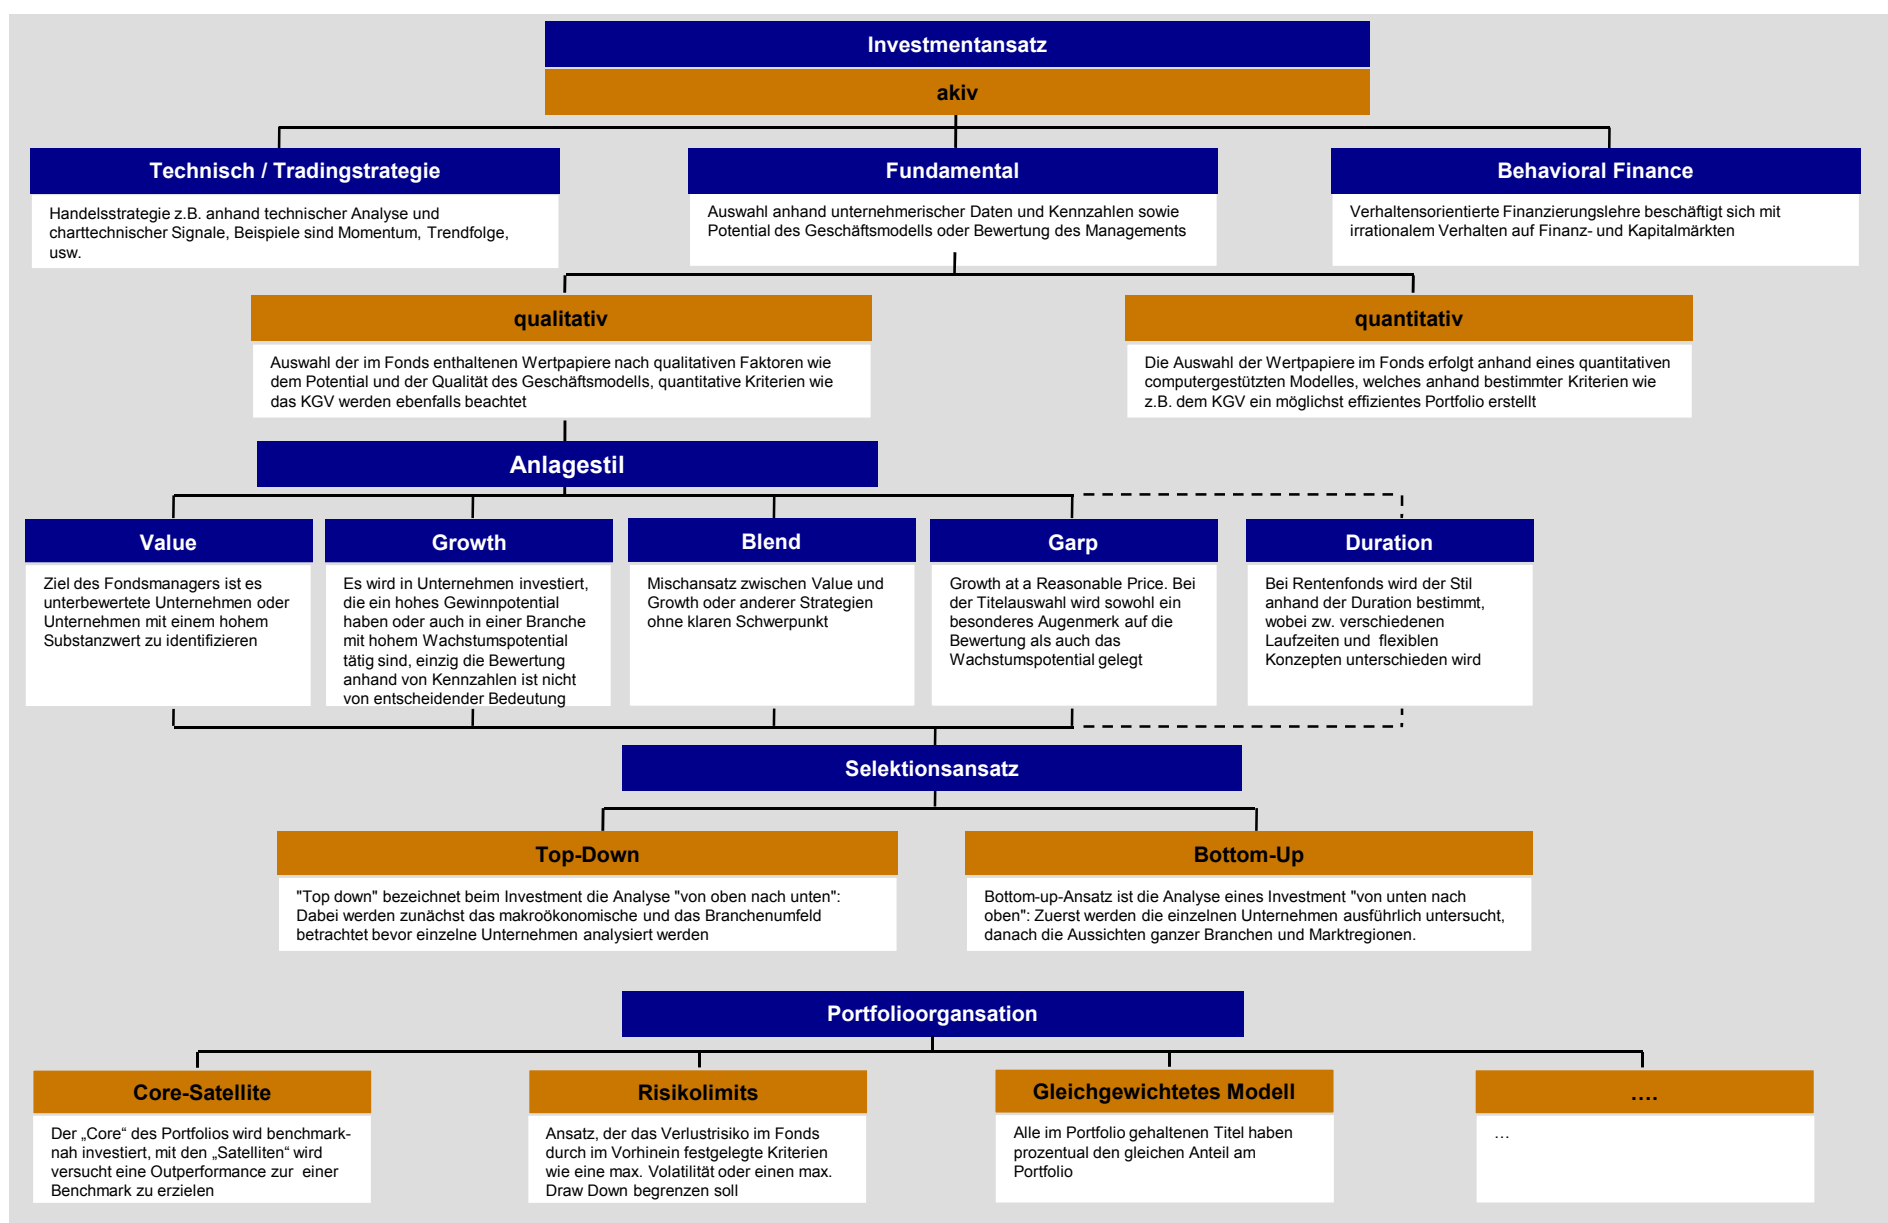 Investmentansatz
akiv
Technisch / Tradingstrategie
Handelsstrategie z.B. anhand technischer Analyse und
charttechnischer Signale, Beispiele sind Momentum, Trendfolge,
usw.
Fundamental
Auswahl anhand unternehmerischer Daten und Kennzahlen sowie
Potential des Geschäftsmodells oder Bewertung des Managements
Behavioral Finance
Verhaltensorientierte Finanzierungslehre beschäftigt sich mit
irrationalem Verhalten auf Finanz- und Kapitalmärkten
qualitativ
Auswahl der im Fonds enthaltenen Wertpapiere nach qualitativen Faktoren wie
dem Potential und der Qualität des Geschäftsmodells, quantitative Kriterien wie
das KGV werden ebenfalls beachtet
quantitativ
Die Auswahl der Wertpapiere im Fonds erfolgt anhand eines quantitativen
computergestützten Modelles, welches anhand bestimmter Kriterien wie
z.B. dem KGV ein möglichst effizientes Portfolio erstellt
Anlagestil
Value
Ziel des Fondsmanagers ist es
unterbewertete Unternehmen oder
Unternehmen mit einem hohem
Substanzwert zu identifizieren
Growth
Es wird in Unternehmen investiert,
die ein hohes Gewinnpotential
haben oder auch in einer Branche
mit hohem Wachstumspotential
tätig sind, einzig die Bewertung
anhand von Kennzahlen ist nicht
von entscheidender Bedeutung
Blend
Mischansatz zwischen Value und
Growth oder anderer Strategien
ohne klaren Schwerpunkt
Garp
Growth at a Reasonable Price. Bei
der Titelauswahl wird sowohl ein
besonderes Augenmerk auf die
Bewertung als auch das
Wachstumspotential gelegt
Duration
Bei Rentenfonds wird der Stil
anhand der Duration bestimmt,
wobei zw. verschiedenen
Laufzeiten und flexiblen
Konzepten unterschieden wird
Selektionsansatz
Top-Down
"Top down" bezeichnet beim Investment die Analyse "von oben nach unten":
Dabei werden zunächst das makroökonomische und das Branchenumfeld
betrachtet bevor einzelne Unternehmen analysiert werden
Bottom-Up
Bottom-up-Ansatz ist die Analyse eines Investment "von unten nach
oben": Zuerst werden die einzelnen Unternehmen ausführlich untersucht,
danach die Aussichten ganzer Branchen und Marktregionen.
Portfolioorgansation
Core-Satellite
Der „Core“ des Portfolios wird benchmark-
nah investiert, mit den „Satelliten“ wird
versucht eine Outperformance zur einer
Benchmark zu erzielen
Risikolimits
Ansatz, der das Verlustrisiko im Fonds
durch im Vorhinein festgelegte Kriterien
wie eine max. Volatilität oder einen max.
Draw Down begrenzen soll
Gleichgewichtetes Modell
Alle im Portfolio gehaltenen Titel haben
prozentual den gleichen Anteil am
Portfolio
….
…